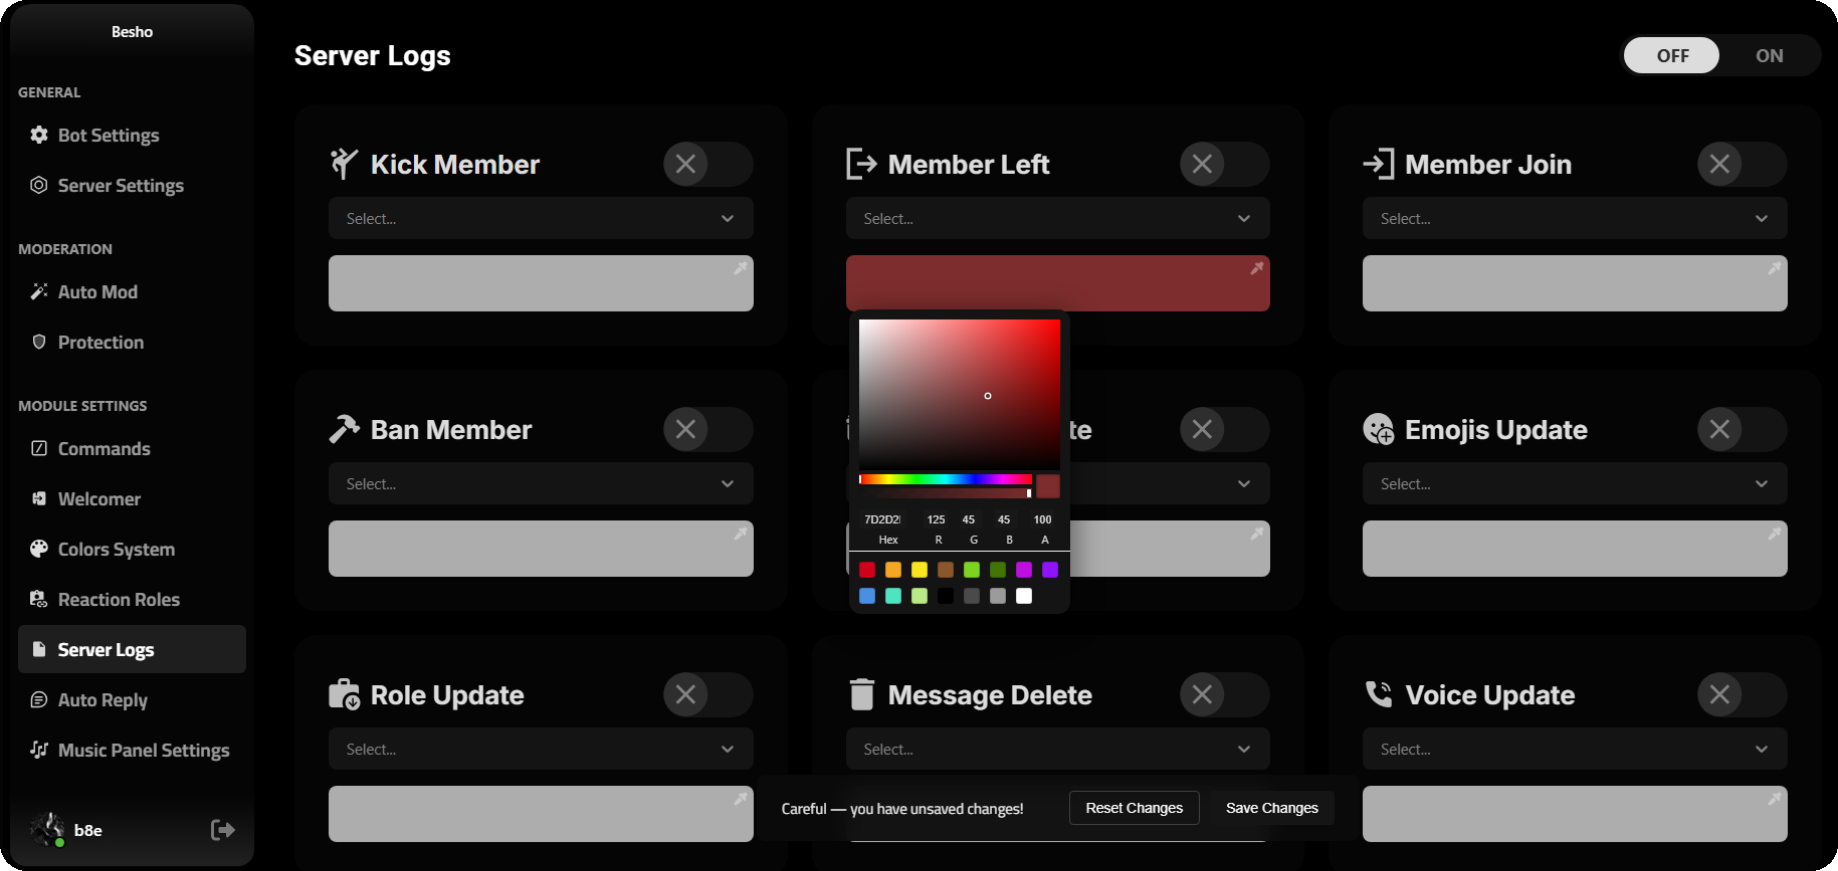 Besho
GENERAL
Bot Settings
Server Settings
MODERATION
Auto Mod
Protection
MODULE SETTINGS
Commands
Welcomer
Colors System
Reaction Roles
Server Logs
Auto Reply
Music Panel Settings
b8e
Server Logs
OFF ON
Kick Member
Select...
Member Left
Select...
Member Join
Select...
Ban Member
Select...
te
Emojis Update
Select...
7D2D2 125 45 45 100
Hex R G B A
Role Update
Select...
Message Delete
Select...
Voice Update
Select...
Careful — you have unsaved changes!
Reset Changes
Save Changes